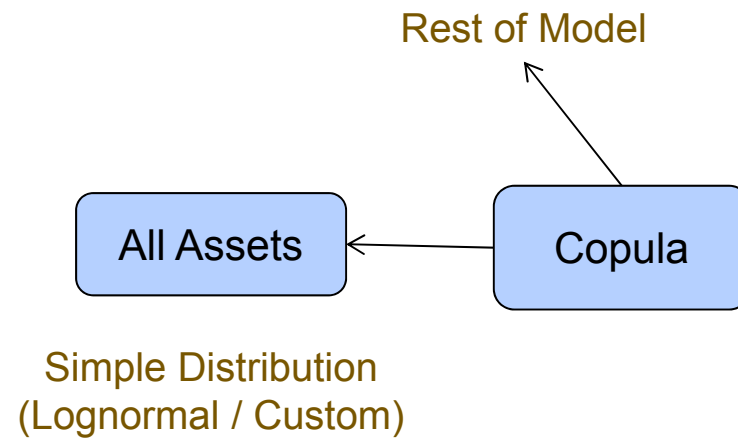 Rest of Model
All Assets
Copula
Simple Distribution
(Lognormal / Custom)